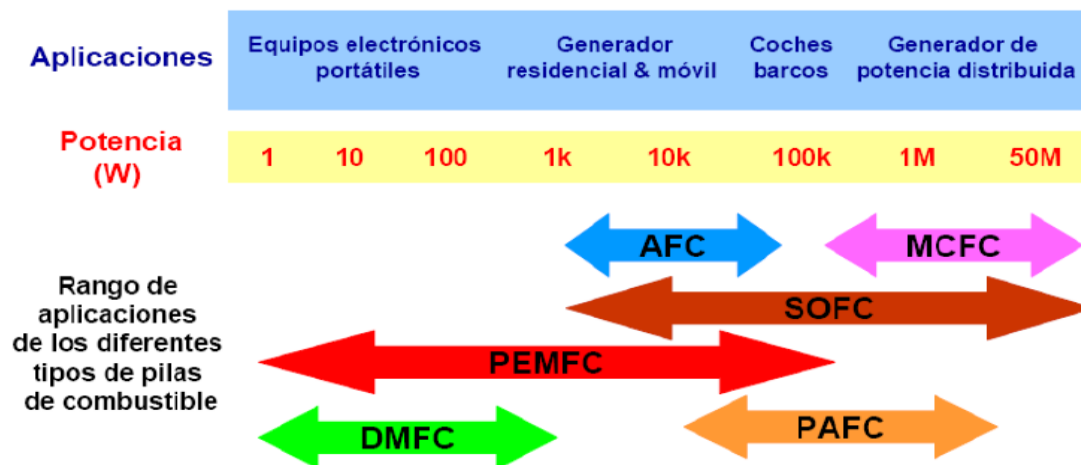 Aplicaciones
Equipos electrónicos
portátiles
Generador
residencial & móvil
Coches
barcos
Generador de
potencia distribuida
Potencia
(W)
1 10 100 1k 10k 100k 1M 50M
AFC MCFC
SOFC
Rango de
aplicaciones
de los diferentes
tipos de pilas
de combustible
PEMFC
DMFC PAFC